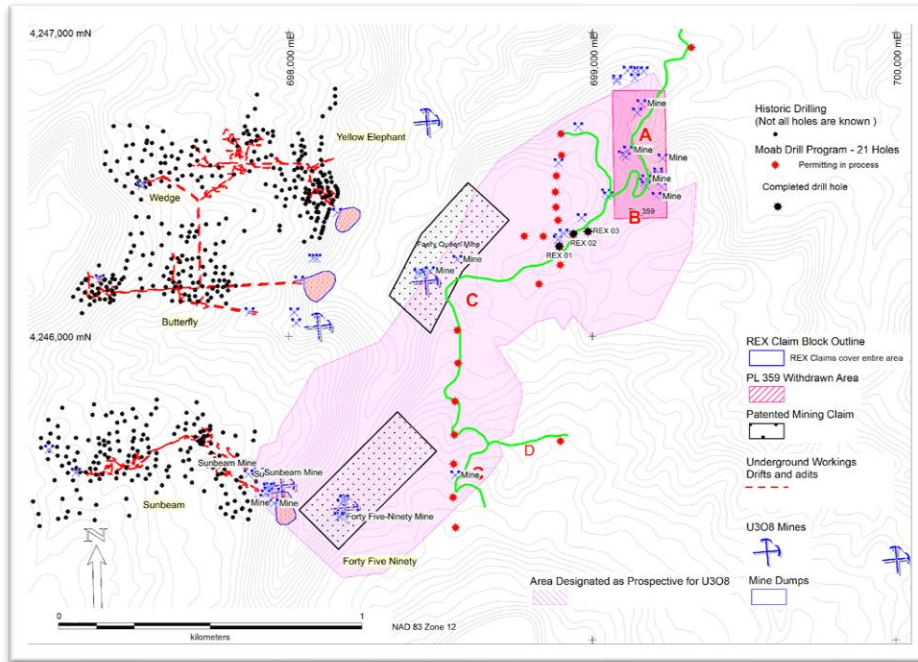 4,247,000 mN
698,000 mE
699,000 mE
700,000 mE
Yellow Elephant
Wedge
Butterfly
Mine
Mine
Mine
Mine
Mine
A
B
359
REX 03
REX 02
REX 01
Queen Mine
Mine
Mine
C
4,246,000 mN
Historic Drilling
(Not all holes are known )
Moab Drill Program - 21 Holes
Permitting in process
Completed drill hole
REX Claim Block Outline
REX Claims cover entire area
PL 359 Withdrawn Area
Patented Mining Claim
Underground Workings
Drifts and adits
U3O8 Mines
Mine Dumps
Sunbeam Mine
Su
Sunbeam Mine
Mine
Mine
Sunbeam
Forty Five-Ninety Mine
Forty Five Ninety
D
Mine
Area Designated as Prospective for U3O8
N
0
1
kilometers
NAD 83 Zone 12